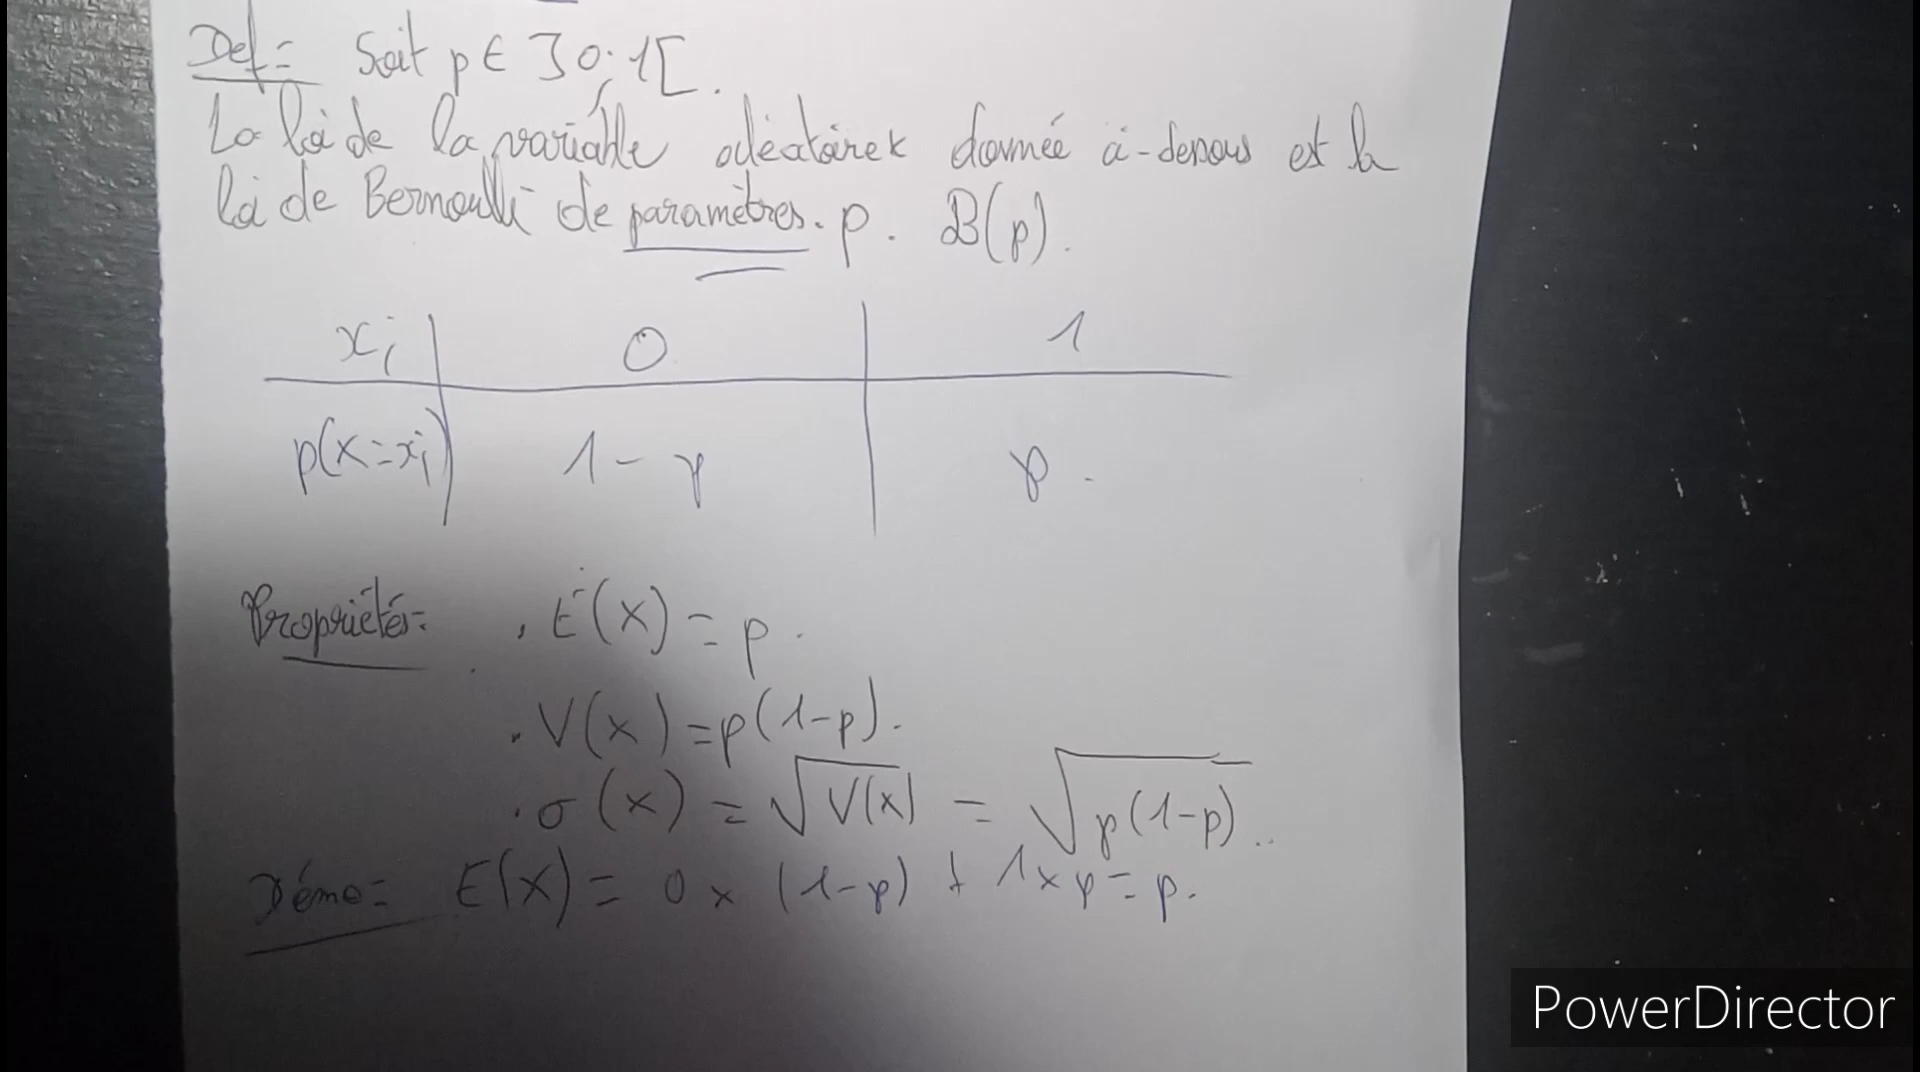 Def= Soit p ∈ ]0;1[.
La loi de la variable aléatoire X donnée ci-dessous est la
loi de Bernoulli de paramètres. p. B(p).
xi 0 1
p(X=xi) 1-p p.
Propriétés= . E(X) = p.
. V(X) = p(1-p).
. σ(X) = √V(X) = √p(1-p)..
Démo= E(X) = 0 × (1-p) + 1×p = p.
PowerDirector